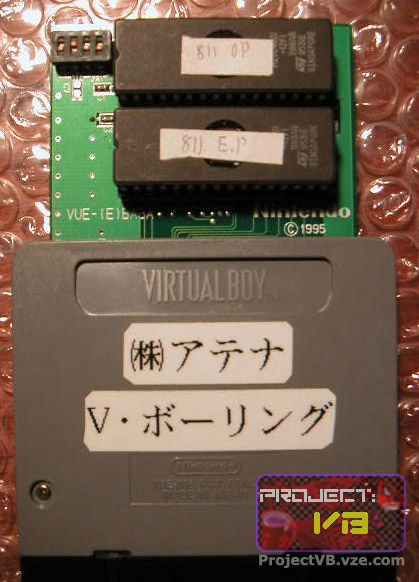 811 O.P
811 E.P
VUE-(E)
Nintendo
©1995
VIRTUAL BOY
㈱アテナ
V・ボーリング
Nintendo
PROJECT:
VB
ProjectVB.vze.com